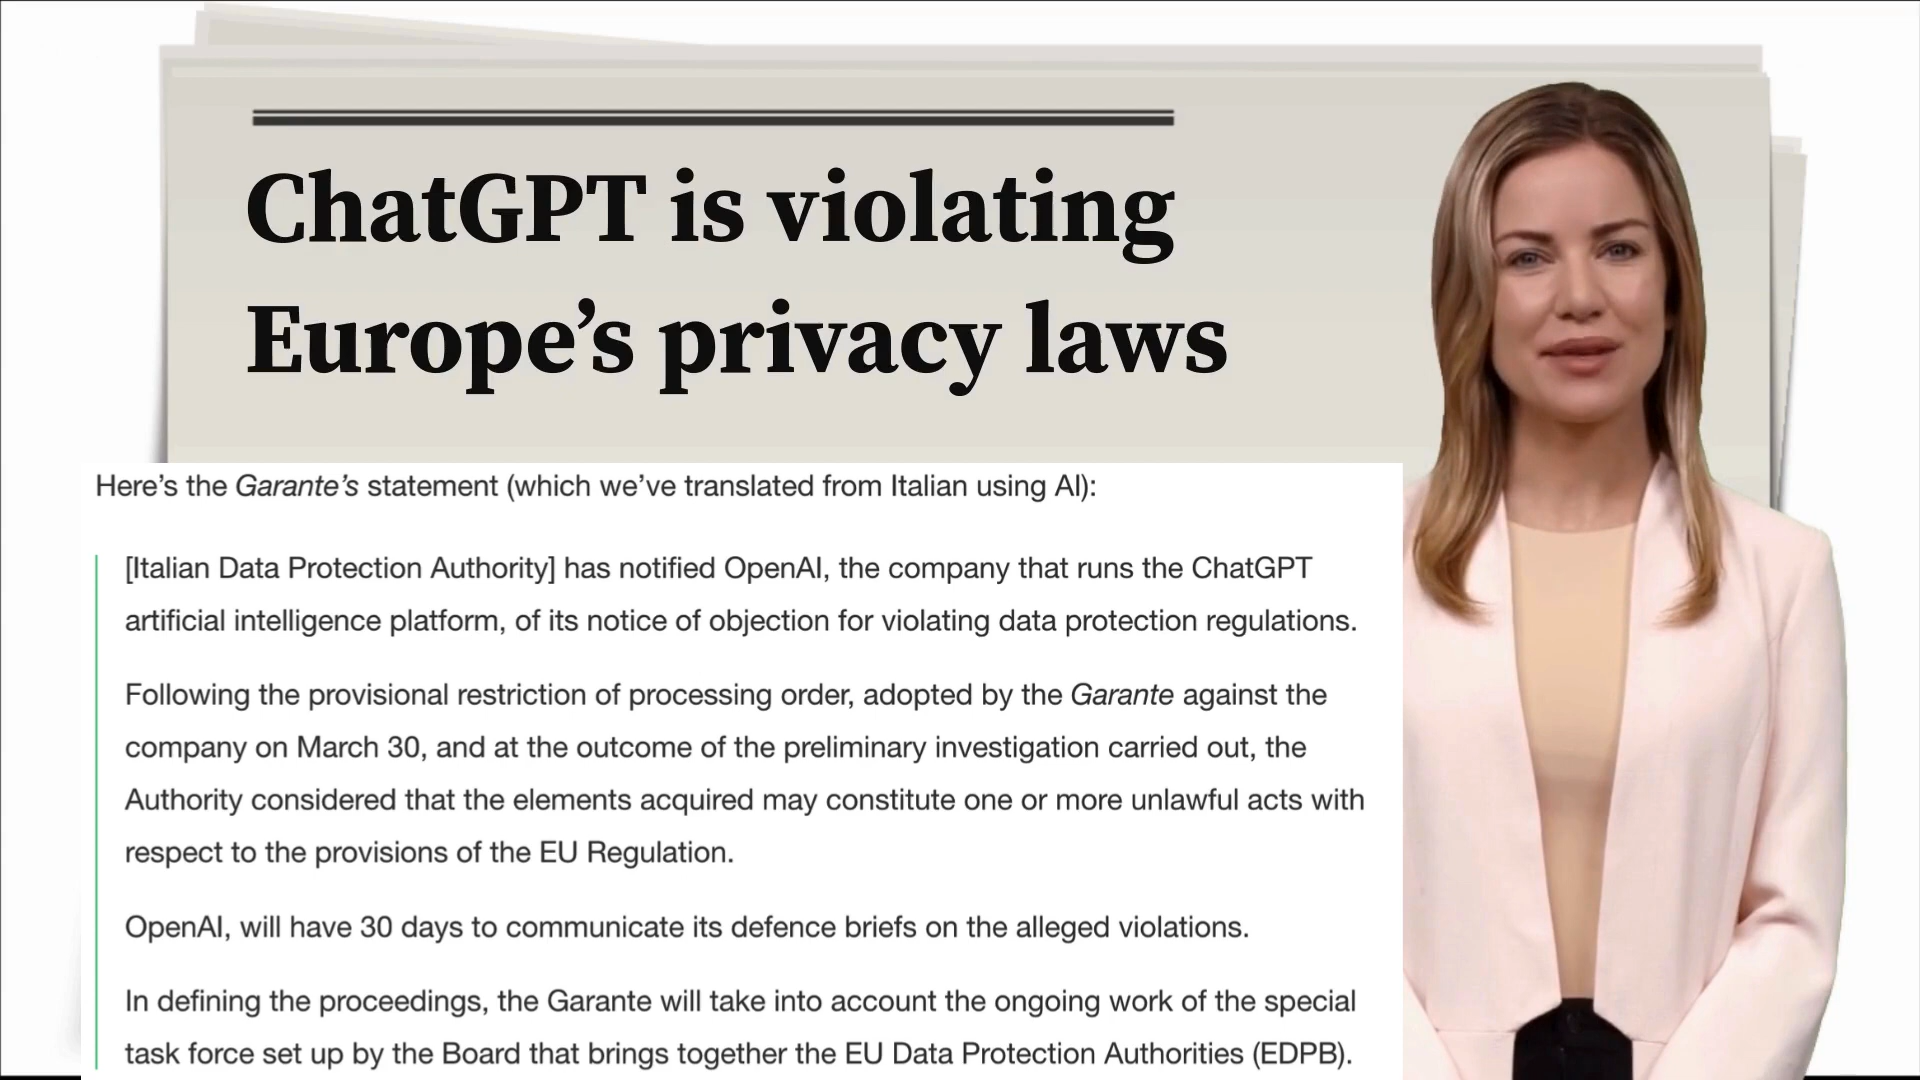 ChatGPT is violating
Europe’s privacy laws
Here’s the Garante’s statement (which we’ve translated from Italian using AI):
[Italian Data Protection Authority] has notified OpenAI, the company that runs the ChatGPT
artificial intelligence platform, of its notice of objection for violating data protection regulations.
Following the provisional restriction of processing order, adopted by the Garante against the
company on March 30, and at the outcome of the preliminary investigation carried out, the
Authority considered that the elements acquired may constitute one or more unlawful acts with
respect to the provisions of the EU Regulation.
OpenAI, will have 30 days to communicate its defence briefs on the alleged violations.
In defining the proceedings, the Garante will take into account the ongoing work of the special
task force set up by the Board that brings together the EU Data Protection Authorities (EDPB).